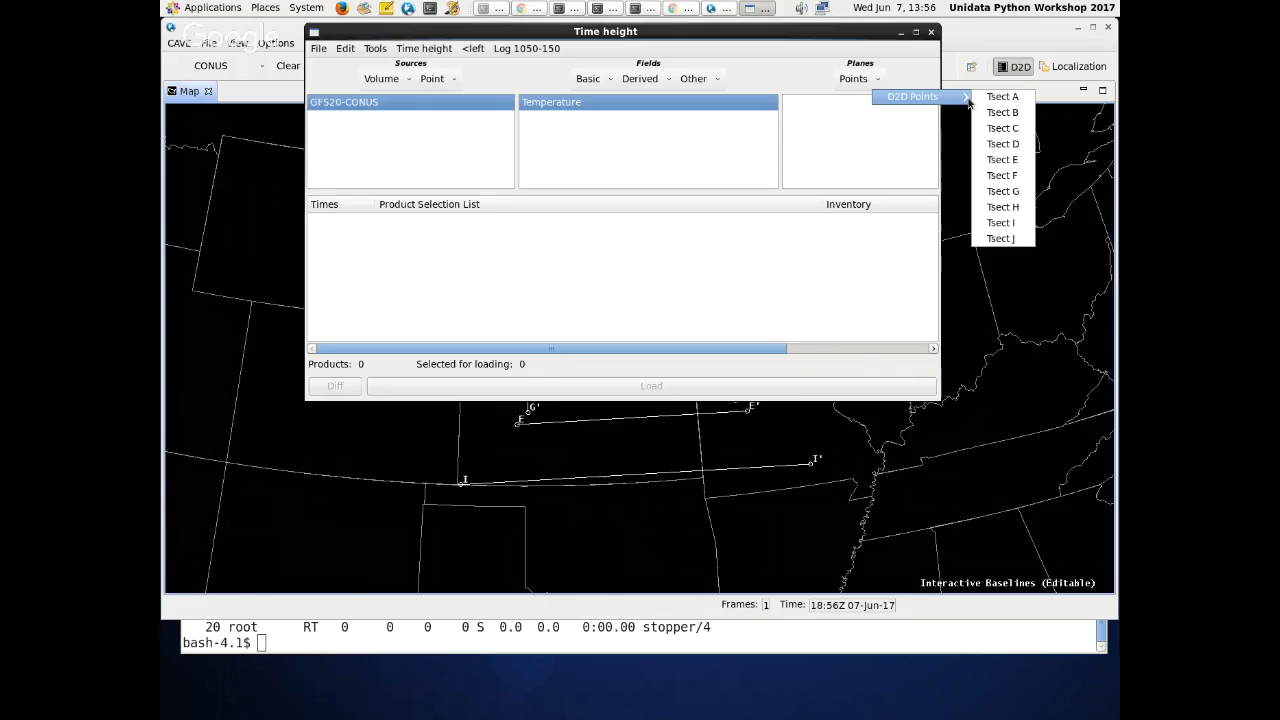 Applications Places System Wed Jun 7, 13:56 Unidata Python Workshop 2017
Time height
CAVE File View Options
Google
File Edit Tools Time height <left Log 1050-150
Sources Fields Planes
CONUS Clear D2D Localization
Volume Point Basic Derived Other Points
Map
GFS20-CONUS Temperature
D2D Points
Tsect A
Tsect B
Tsect C
Tsect D
Tsect E
Tsect F
Tsect G
Tsect H
Tsect I
Tsect J
Times Product Selection List Inventory
Products: 0 Selected for loading: 0
Diff Load
G' E'
I I'
Interactive Baselines (Editable)
Frames: 1 Time: 18:56Z 07-Jun-17
20 root RT 0 0 0 0 S 0.0 0.0 0:00.00 stopper/4
bash-4.1$